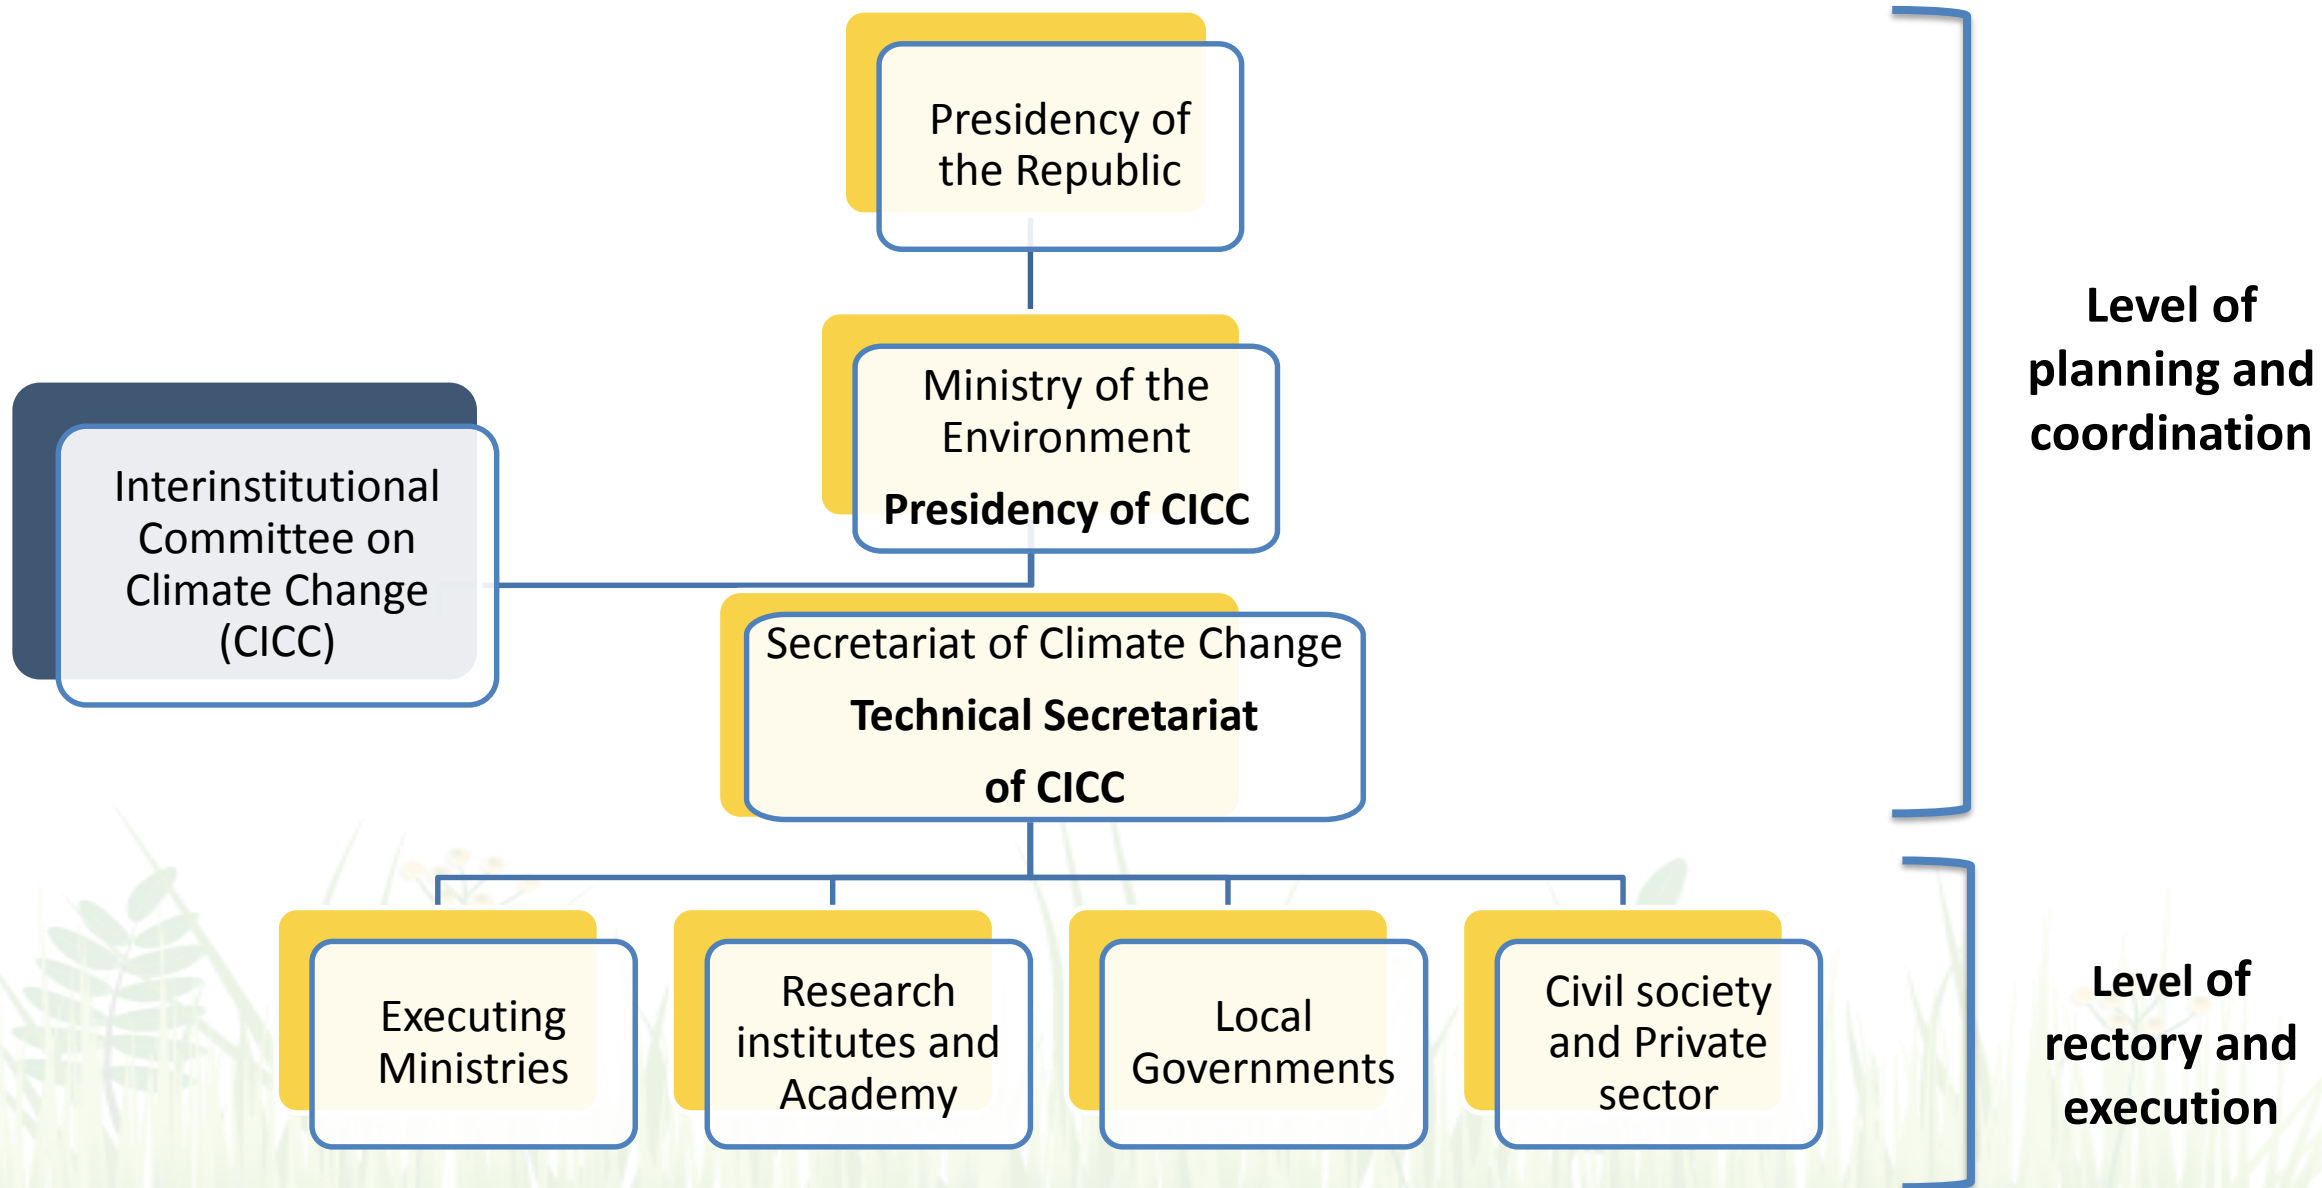 Presidency of
the Republic
Ministry of the
Environment
Presidency of CICC
Interinstitutional
Committee on
Climate Change
(CICC)
Secretariat of Climate Change
Technical Secretariat
of CICC
Level of
planning and
coordination
Executing
Ministries
Research
institutes and
Academy
Local
Governments
Civil society
and Private
sector
Level of
rectory and
execution